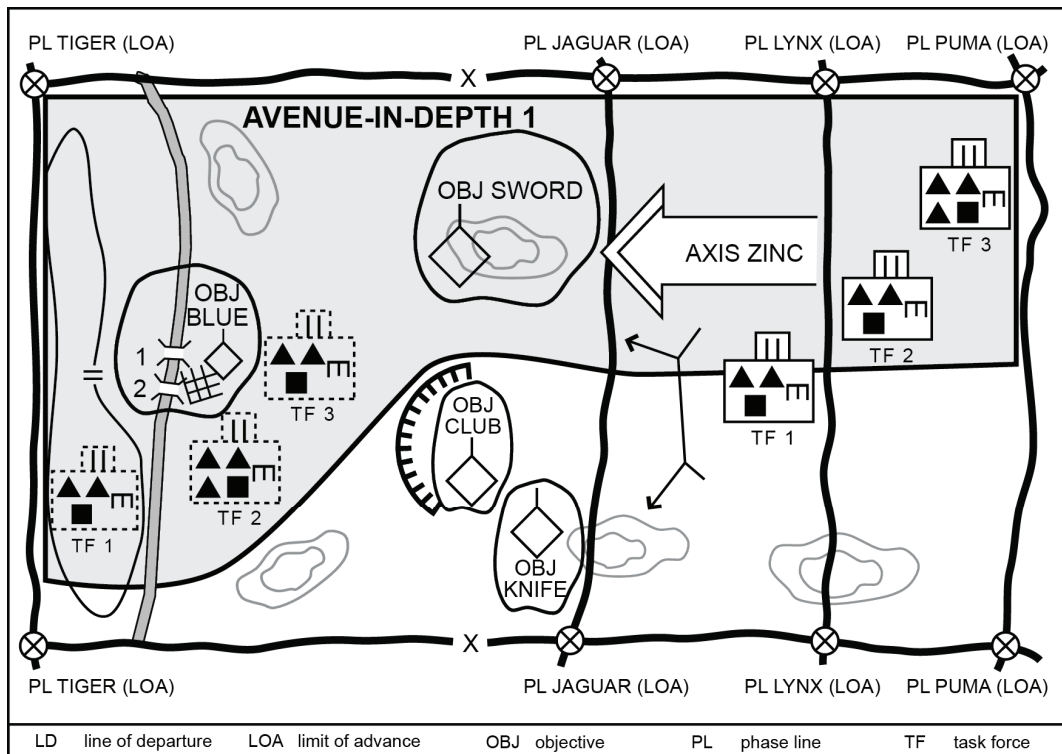 PL TIGER (LOA)
PL JAGUAR (LOA)
PL LYNX (LOA)
PL PUMA (LOA)
X
AVENUE-IN-DEPTH 1
OBJ SWORD
AXIS ZINC
TF 3
TF 2
TF 1
OBJ
BLUE
1
2
TF 3
TF 2
TF 1
OBJ
CLUB
OBJ
KNIFE
X
PL TIGER (LOA)
PL JAGUAR (LOA)
PL LYNX (LOA)
PL PUMA (LOA)
LD line of departure LOA limit of advance OBJ objective PL phase line TF task force